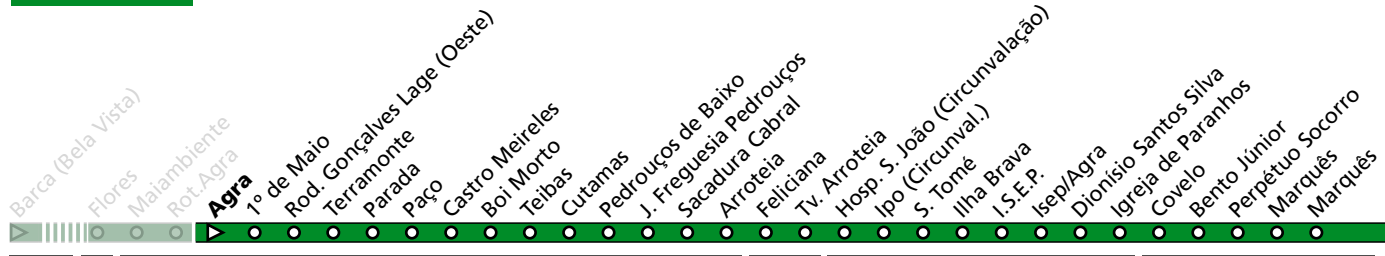 Barca (Bela Vista)
Flores
Maiambiente
Rot.Agra
Agra
1º de Maio
Rod. Gonçalves Lage (Oeste)
Terramonte
Parada
Paço
Castro Meireles
Boi Morto
Teibas
Cutamas
Pedrouços de Baixo
J. Freguesia Pedrouços
Sacadura Cabral
Arroteia
Feliciana
Tv. Arroteia
Hosp. S. João (Circunvalação)
Ipo (Circunval.)
S. Tomé
Ilha Brava
I.S.E.P.
Isep/Agra
Dionisio Santos Silva
Igreja de Paranhos
Covelo
Bento Júnior
Perpétuo Socorro
Marquês
Marquês